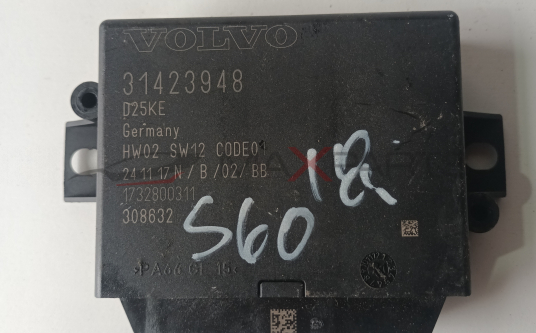 VOLVO
31423948
D25KE
Germany
HW02 SW12 CODE01
24 11 17 N / B / 02 / BB
1732800311
308632
18
S60